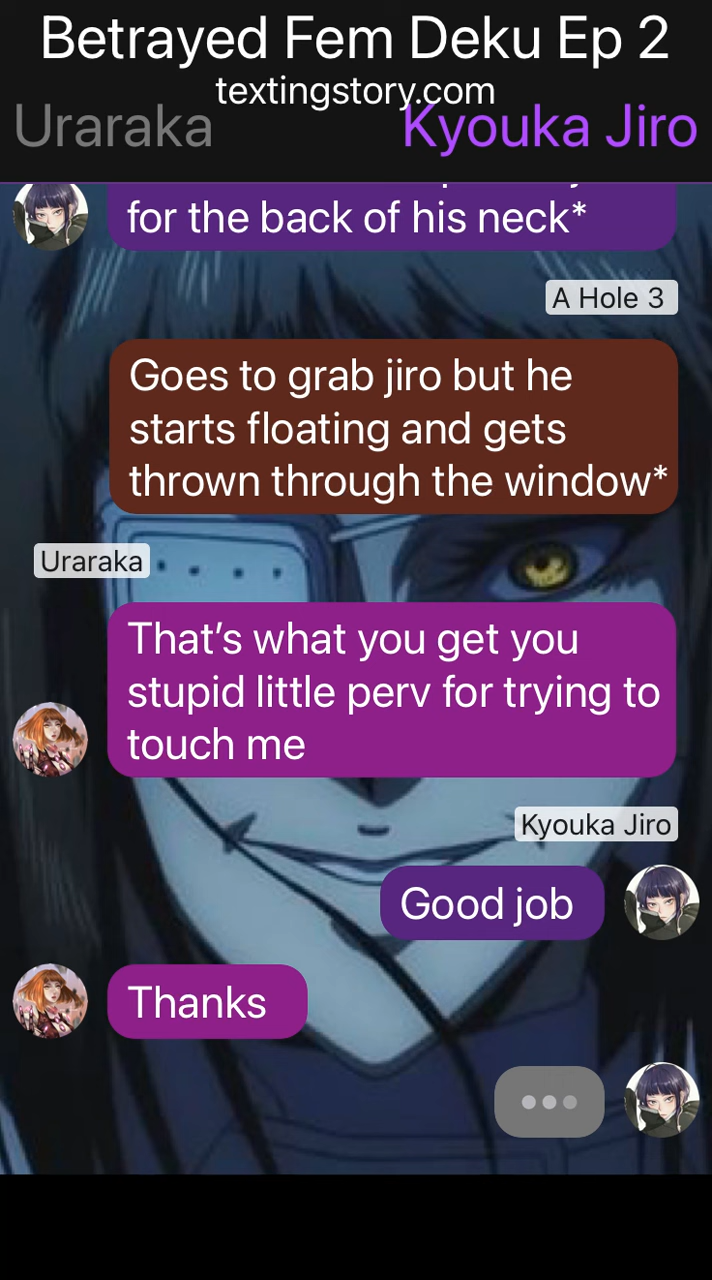 Betrayed Fem Deku Ep 2
textingstory.com
Uraraka
Kyouka Jiro
for the back of his neck*
A Hole 3
Goes to grab jiro but he
starts floating and gets
thrown through the window*
Uraraka
That’s what you get you
stupid little perv for trying to
touch me
Kyouka Jiro
Good job
Thanks